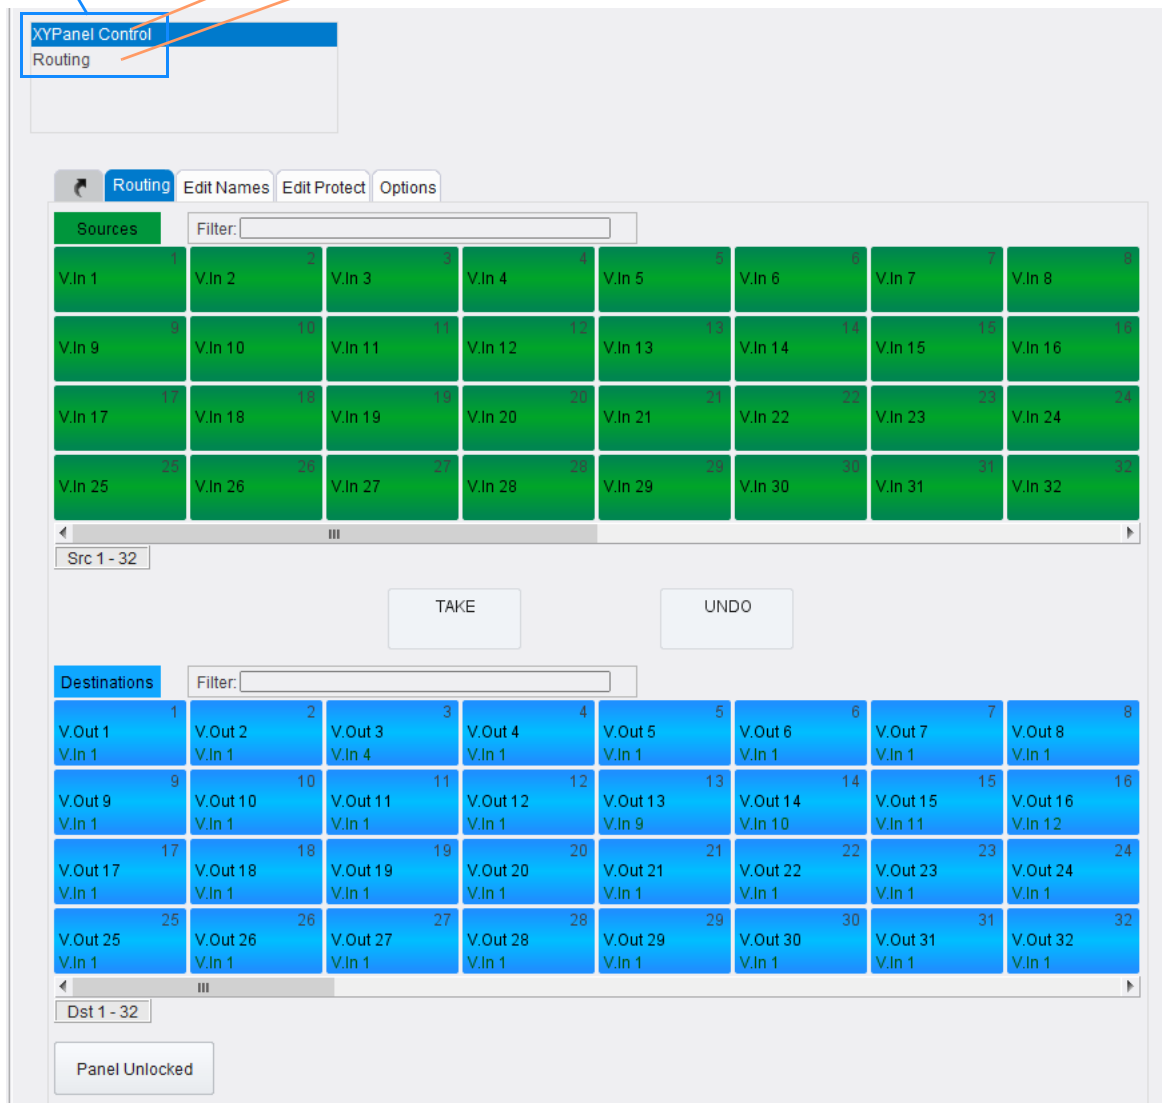 XYPanel Control
Routing
Routing Edit Names Edit Protect Options
Sources Filter:
1 2 3 4 5 6 7 8
V.In 1 V.In 2 V.In 3 V.In 4 V.In 5 V.In 6 V.In 7 V.In 8
9 10 11 12 13 14 15 16
V.In 9 V.In 10 V.In 11 V.In 12 V.In 13 V.In 14 V.In 15 V.In 16
17 18 19 20 21 22 23 24
V.In 17 V.In 18 V.In 19 V.In 20 V.In 21 V.In 22 V.In 23 V.In 24
25 26 27 28 29 30 31 32
V.In 25 V.In 26 V.In 27 V.In 28 V.In 29 V.In 30 V.In 31 V.In 32
Src 1 - 32
TAKE UNDO
Destinations Filter:
1 2 3 4 5 6 7 8
V.Out 1 V.Out 2 V.Out 3 V.Out 4 V.Out 5 V.Out 6 V.Out 7 V.Out 8
V.In 1 V.In 1 V.In 4 V.In 1 V.In 1 V.In 1 V.In 1 V.In 1
9 10 11 12 13 14 15 16
V.Out 9 V.Out 10 V.Out 11 V.Out 12 V.Out 13 V.Out 14 V.Out 15 V.Out 16
V.In 1 V.In 1 V.In 1 V.In 1 V.In 9 V.In 10 V.In 11 V.In 12
17 18 19 20 21 22 23 24
V.Out 17 V.Out 18 V.Out 19 V.Out 20 V.Out 21 V.Out 22 V.Out 23 V.Out 24
V.In 1 V.In 1 V.In 1 V.In 1 V.In 1 V.In 1 V.In 1 V.In 1
25 26 27 28 29 30 31 32
V.Out 25 V.Out 26 V.Out 27 V.Out 28 V.Out 29 V.Out 30 V.Out 31 V.Out 32
V.In 1 V.In 1 V.In 1 V.In 1 V.In 1 V.In 1 V.In 1 V.In 1
Dst 1 - 32
Panel Unlocked